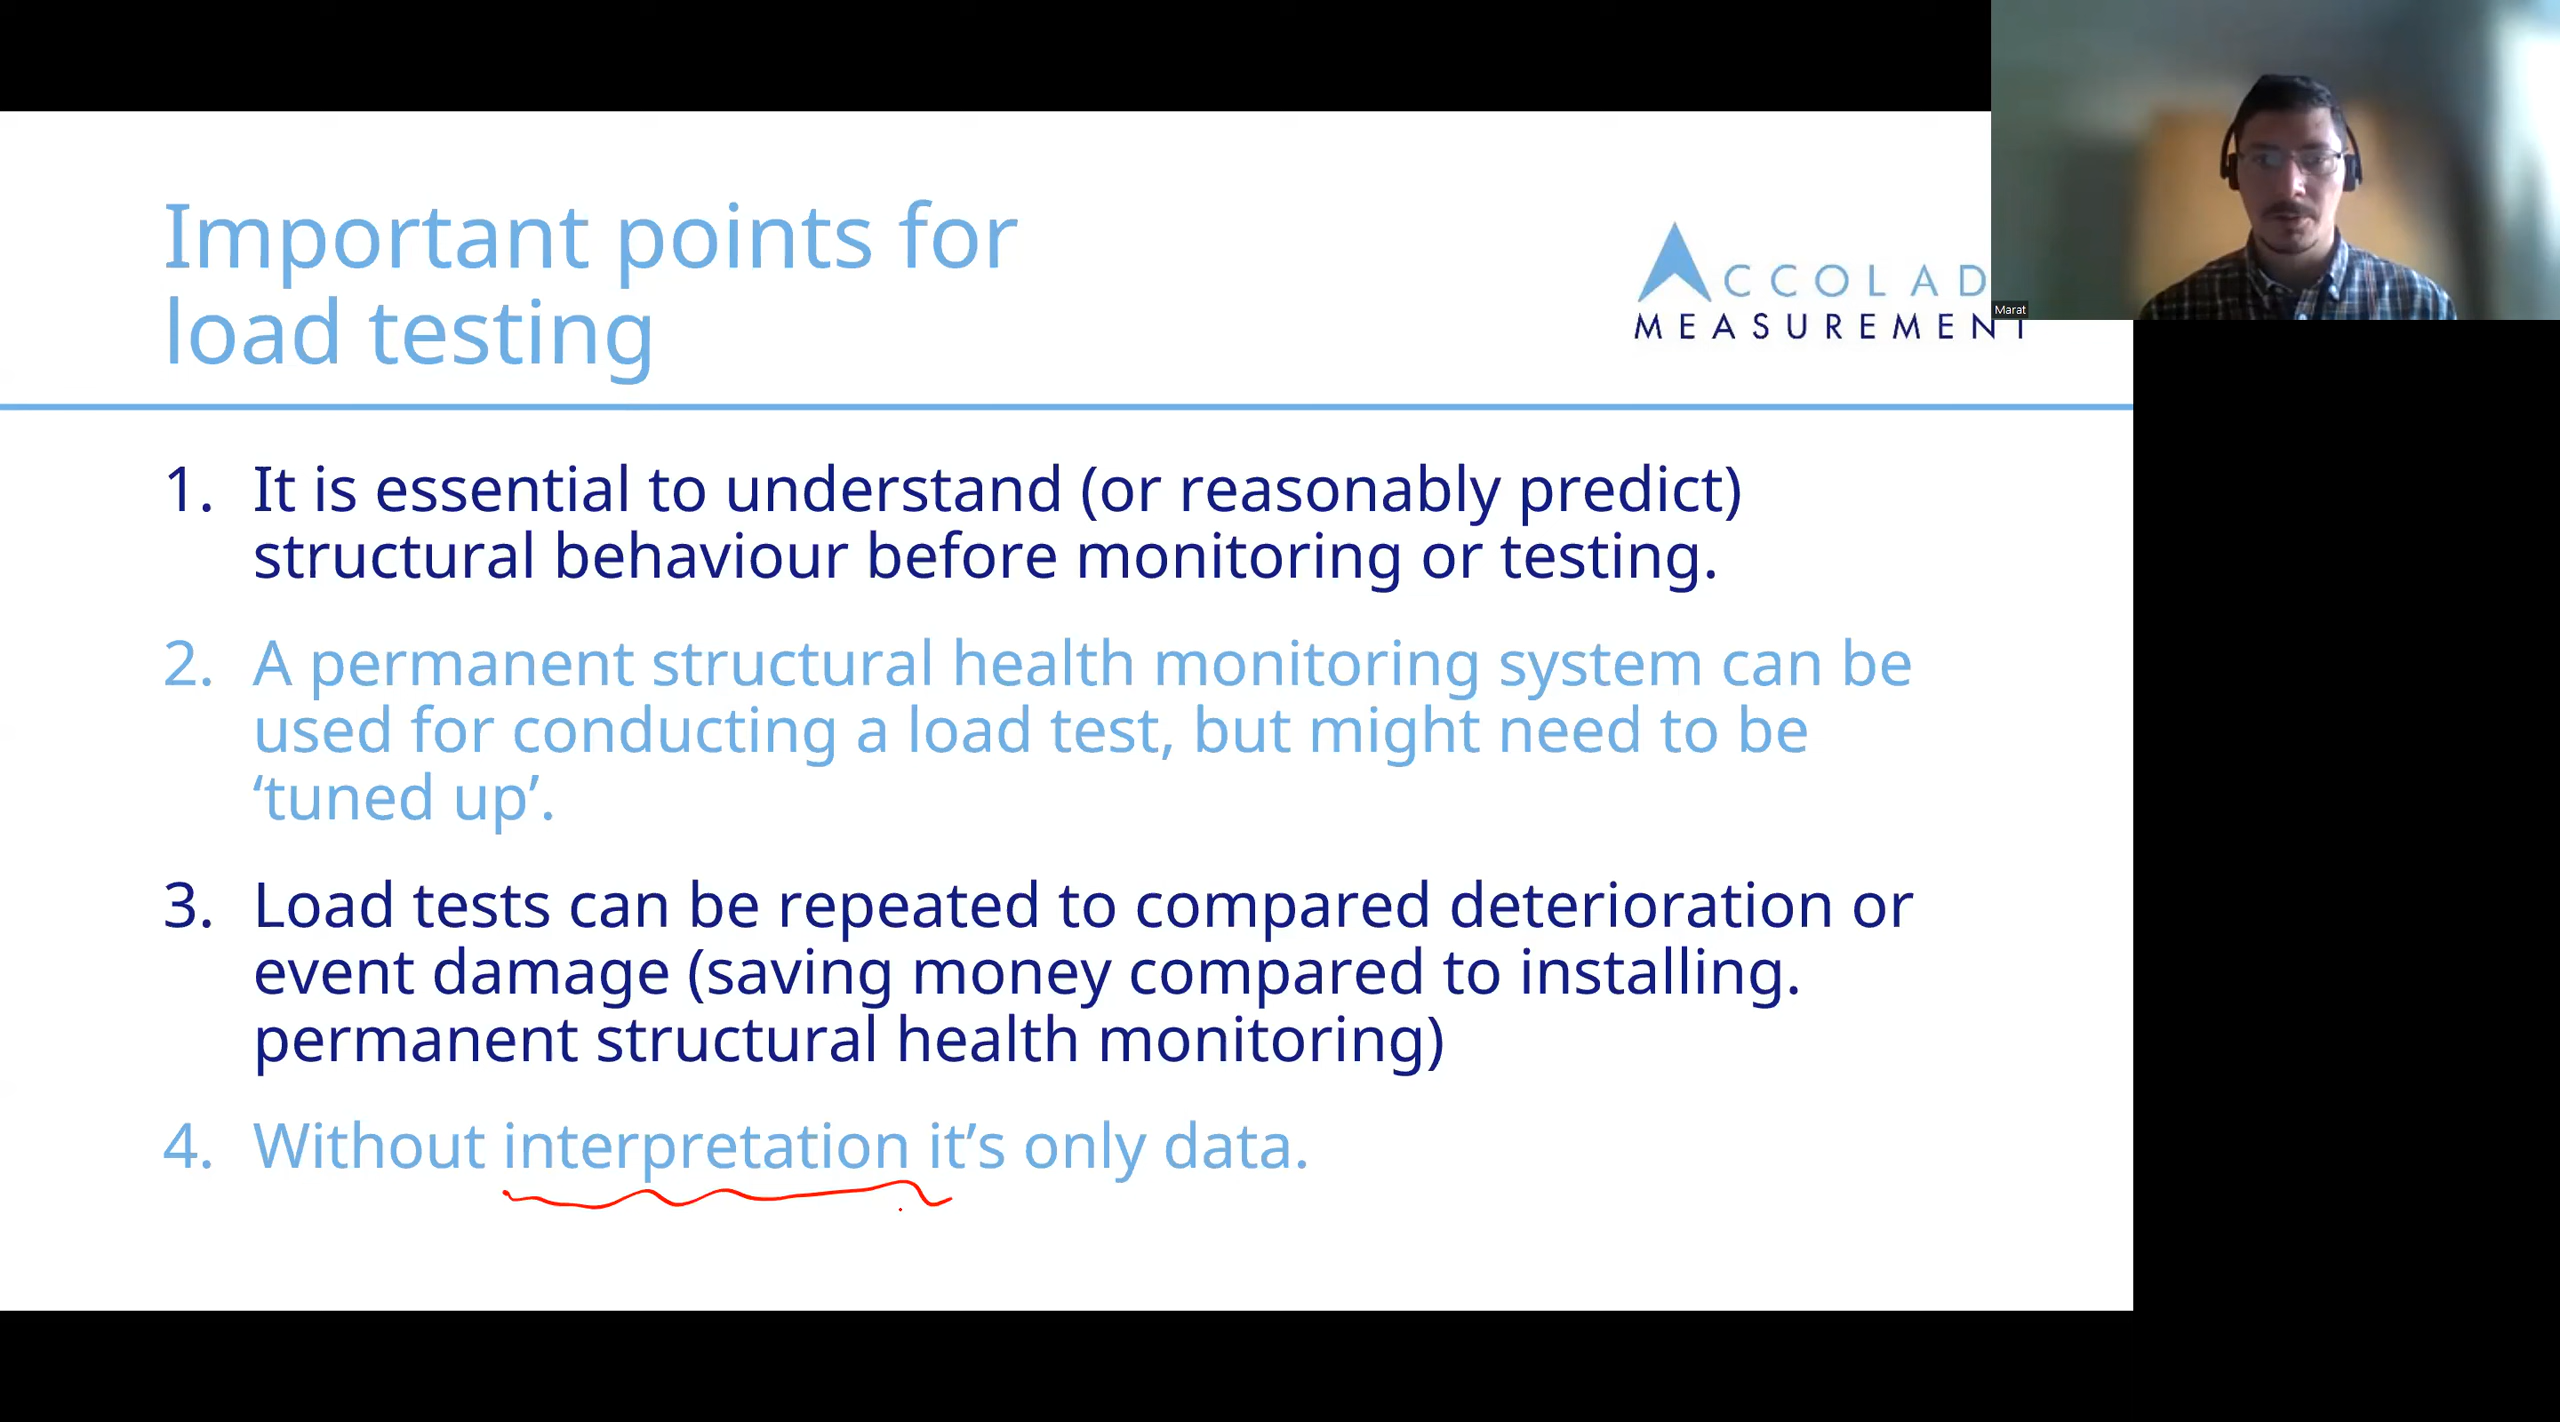 Important points for
load testing
ACCOLAD
MEASUREMENT
Marat
1. It is essential to understand (or reasonably predict)
structural behaviour before monitoring or testing.
2. A permanent structural health monitoring system can be
used for conducting a load test, but might need to be
‘tuned up’.
3. Load tests can be repeated to compared deterioration or
event damage (saving money compared to installing.
permanent structural health monitoring)
4. Without interpretation it’s only data.